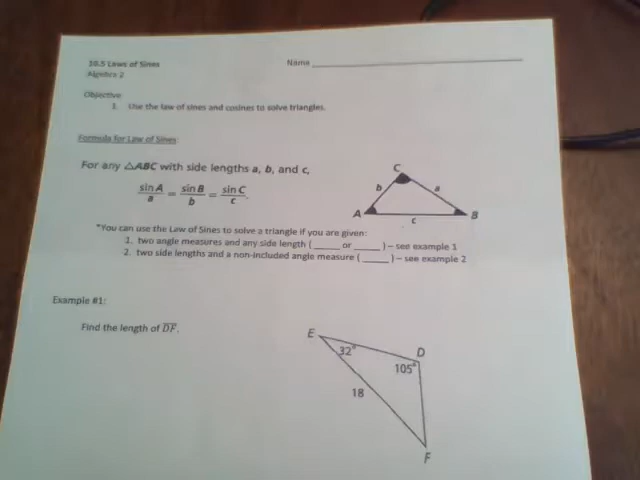 10.5 Laws of Sines
Name
Algebra 2
Objective
1. Use the law of sines and cosines to solve triangles.
Formula for Law of Sines:
For any △ABC with side lengths a, b, and c,
sin A / a = sin B / b = sin C / c.
C
b a
A B
c
*You can use the Law of Sines to solve a triangle if you are given:
1. two angle measures and any side length (_____ or _____) – see example 1
2. two side lengths and a non-included angle measure (_____) – see example 2
Example #1:
Find the length of D̅F̅.
E
32°
D
105°
18
F